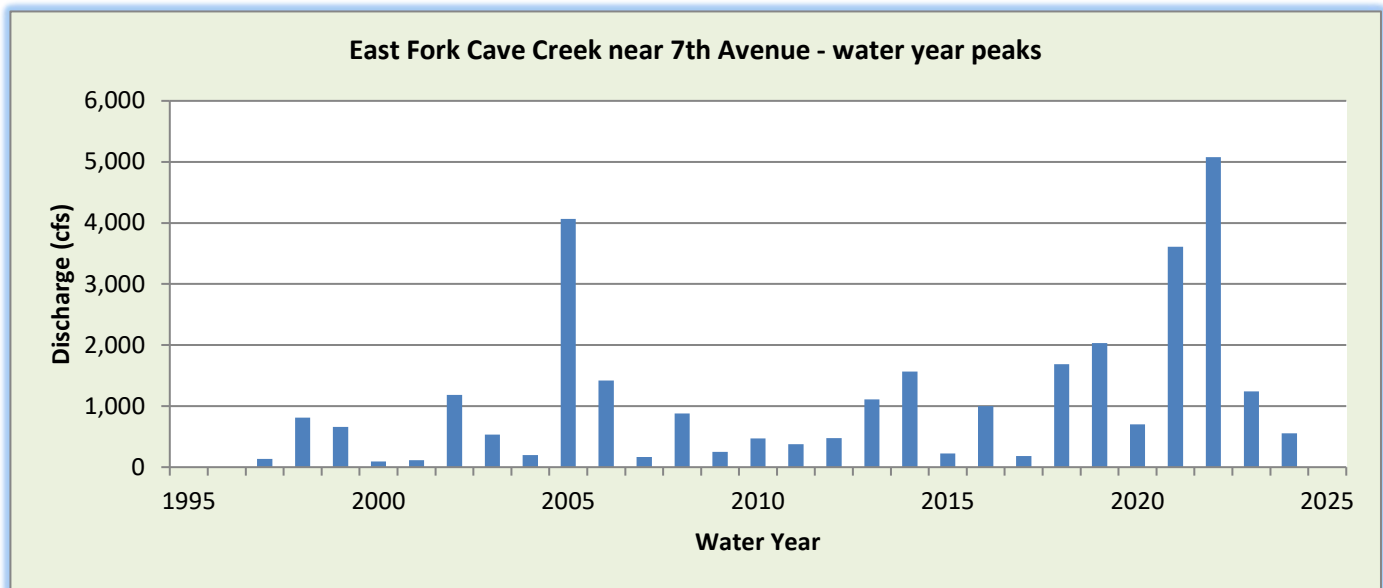 East Fork Cave Creek near 7th Avenue - water year peaks
6,000
5,000
4,000
3,000
2,000
1,000
0
Discharge (cfs)
1995 2000 2005 2010 2015 2020 2025
Water Year